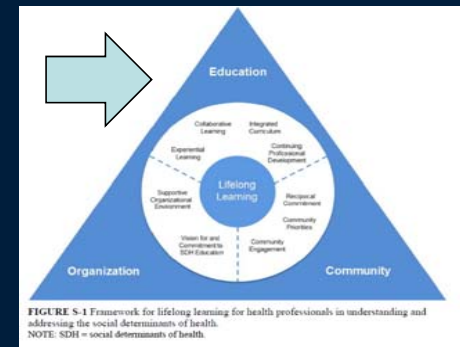 Education
Collaborative
Learning
Integrated
Curriculum
Experiential
Learning
Continuing
Professional
Development
Lifelong
Learning
Supportive
Organizational
Environment
Reciprocal
Commitment
Community
Priorities
Vision for and
Commitment to
SDH Education
Community
Engagement
Organization
Community
FIGURE S-1 Framework for lifelong learning for health professionals in understanding and
addressing the social determinants of health.
NOTE: SDH = social determinants of health.